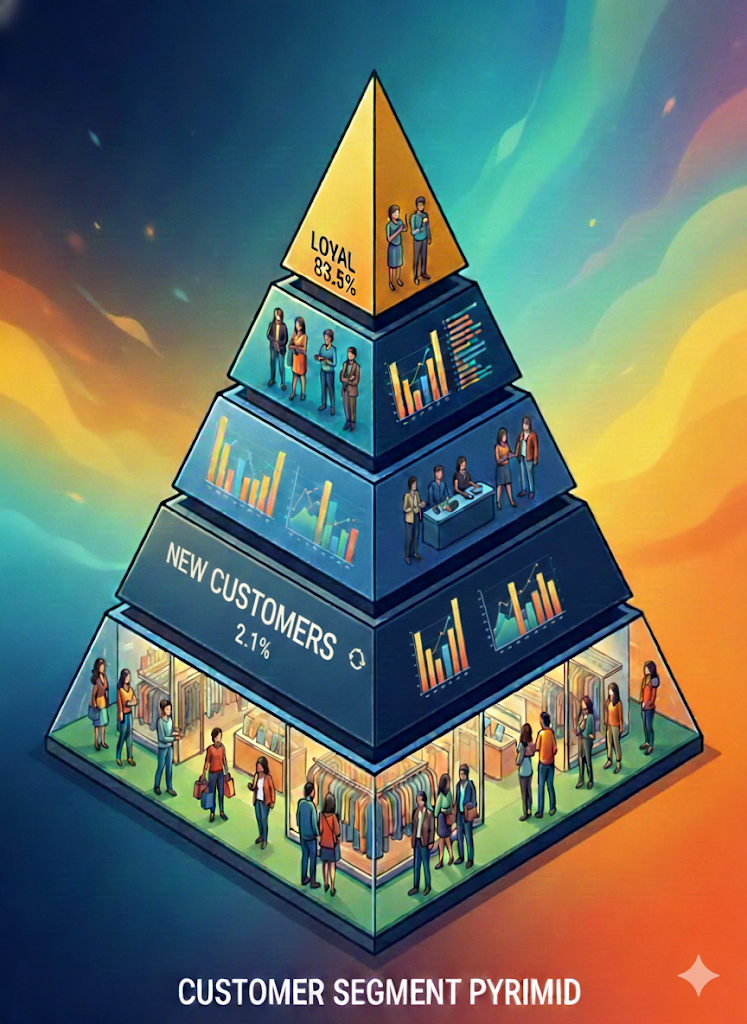 LOYAL
83.5%
NEW CUSTOMERS
2.1%
CUSTOMER SEGMENT PYRIMID